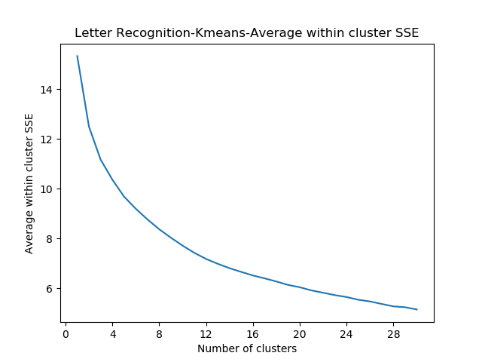 Letter Recognition-Kmeans-Average within cluster SSE
14
12
10
8
6
Average within cluster SSE
0 4 8 12 16 20 24 28
Number of clusters